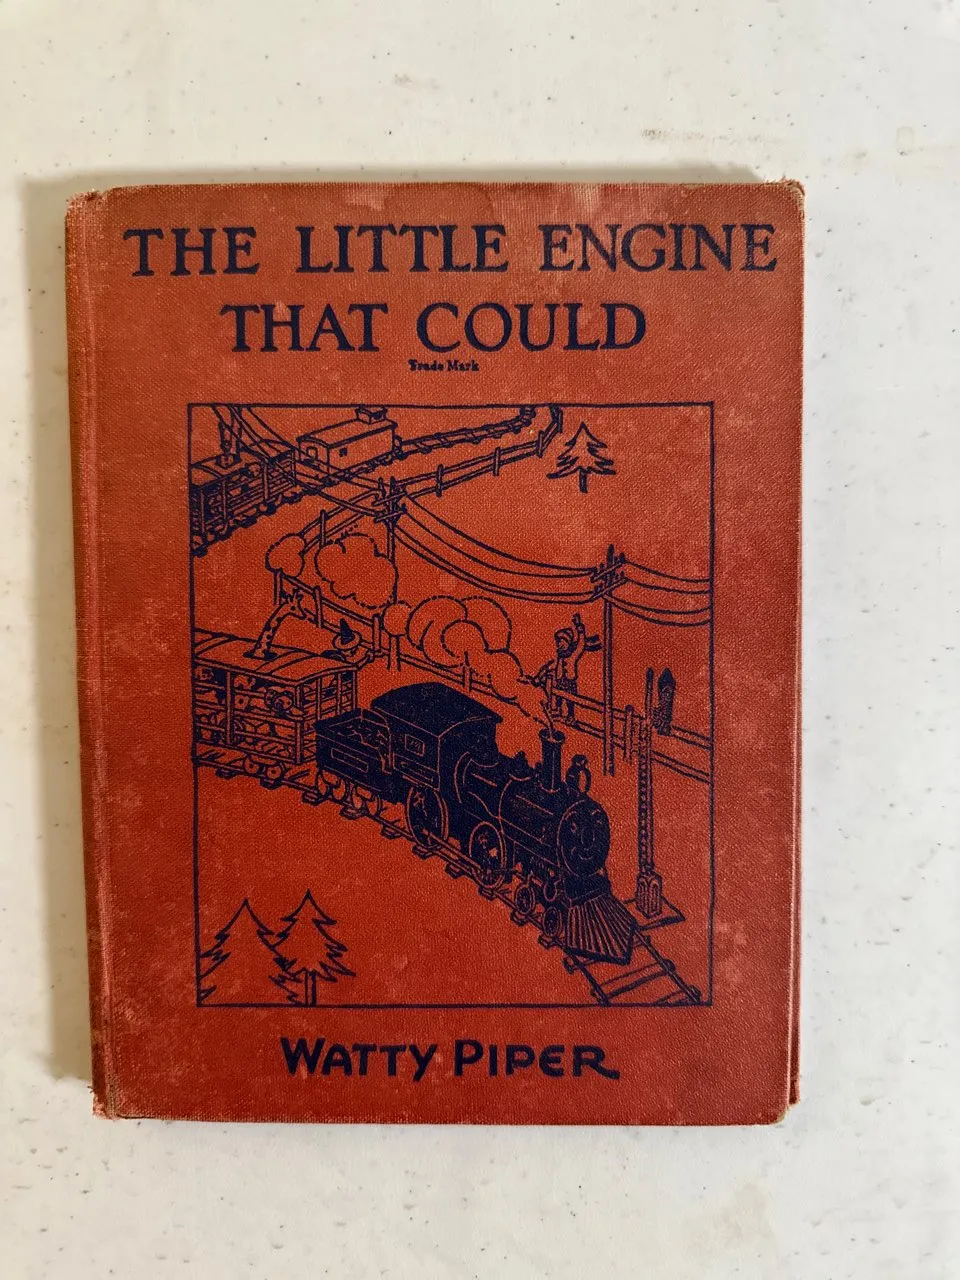 THE LITTLE ENGINE
THAT COULD
Trade Mark
WATTY PIPER